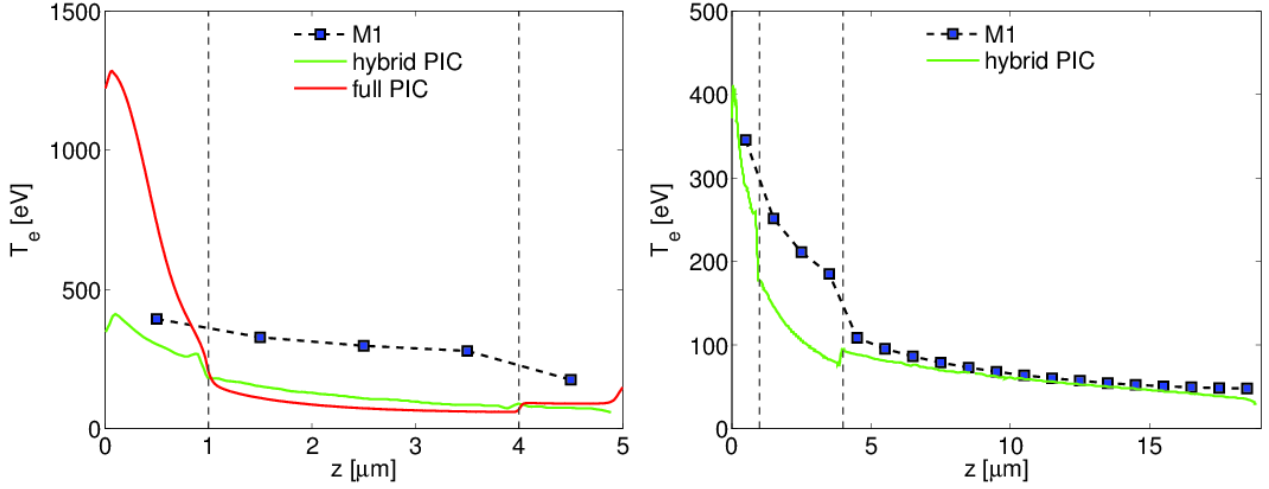 1500
1000
500
0
T_e [eV]
M1
hybrid PIC
full PIC
0 1 2 3 4 5
z [μm]
500
400
300
200
100
0
T_e [eV]
M1
hybrid PIC
0 5 10 15
z [μm]